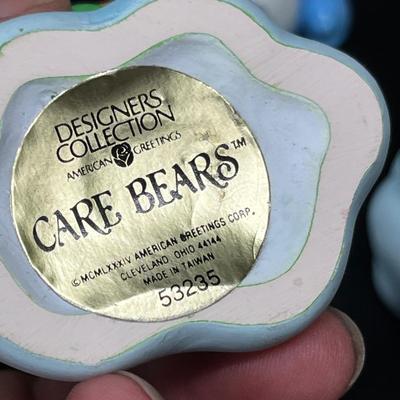 DESIGNERS
COLLECTION
AMERICAN GREETINGS
CARE BEARS™
© MCMLXXXIV AMERICAN GREETINGS CORP.
CLEVELAND, OHIO 44144
MADE IN TAIWAN
53235